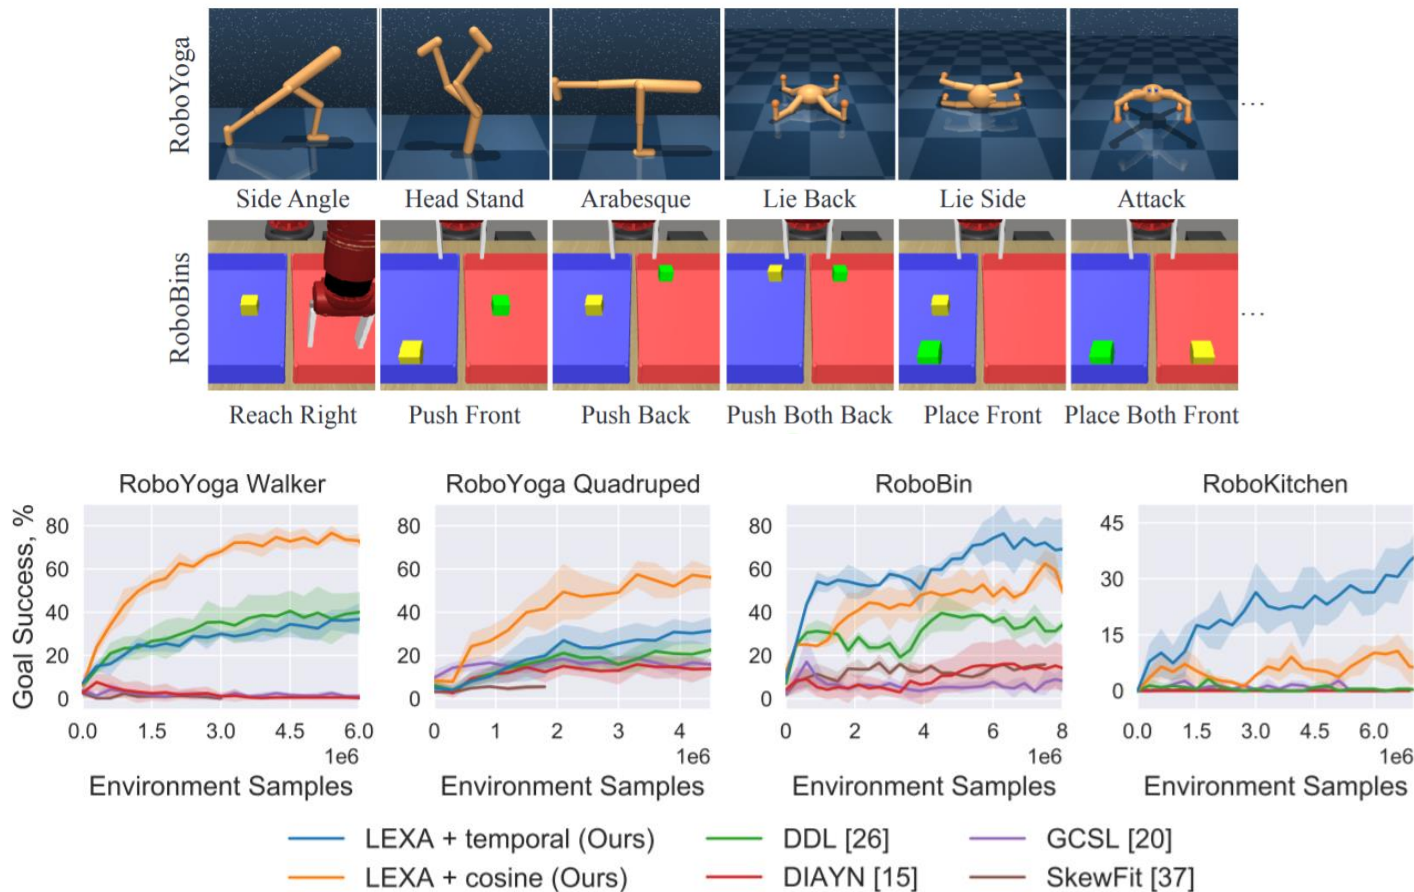 RoboYoga
Side Angle Head Stand Arabesque Lie Back Lie Side Attack ...
RoboBins
Reach Right Push Front Push Back Push Both Back Place Front Place Both Front ...
RoboYoga Walker RoboYoga Quadruped RoboBin RoboKitchen
Goal Success, %
80 80 80 45
60 60 60 30
40 40 40 15
20 20 20 0
0 0 0
0.0 1.5 3.0 4.5 6.0 0 2 4 0 2 4 6 8 0.0 1.5 3.0 4.5 6.0
1e6 1e6 1e6 1e6
Environment Samples Environment Samples Environment Samples Environment Samples
LEXA + temporal (Ours) DDL [26] GCSL [20]
LEXA + cosine (Ours) DIAYN [15] SkewFit [37]